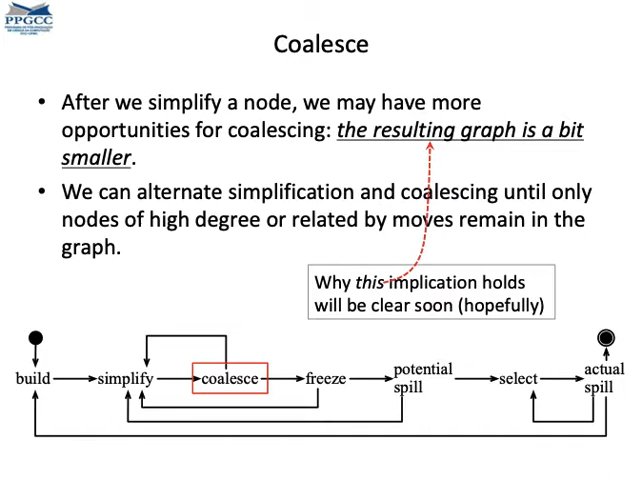 PPGCC
Coalesce
• After we simplify a node, we may have more
opportunities for coalescing: the resulting graph is a bit
smaller.
• We can alternate simplification and coalescing until only
nodes of high degree or related by moves remain in the
graph.
Why this implication holds
will be clear soon (hopefully)
build simplify coalesce freeze potential spill select actual spill